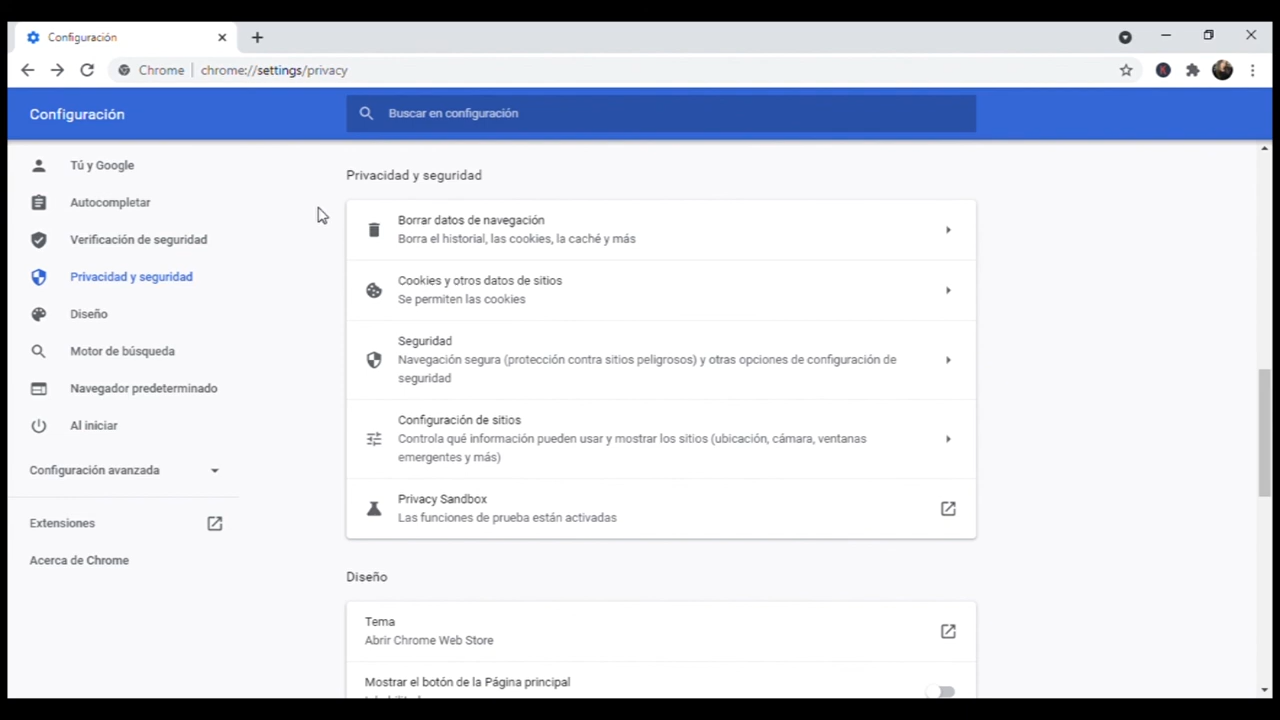 Configuración
Chrome | chrome://settings/privacy
Configuración
Buscar en configuración
Tú y Google
Autocompletar
Verificación de seguridad
Privacidad y seguridad
Diseño
Motor de búsqueda
Navegador predeterminado
Al iniciar
Configuración avanzada
Extensiones
Acerca de Chrome
Privacidad y seguridad
Borrar datos de navegación
Borra el historial, las cookies, la caché y más
Cookies y otros datos de sitios
Se permiten las cookies
Seguridad
Navegación segura (protección contra sitios peligrosos) y otras opciones de configuración de
seguridad
Configuración de sitios
Controla qué información pueden usar y mostrar los sitios (ubicación, cámara, ventanas
emergentes y más)
Privacy Sandbox
Las funciones de prueba están activadas
Diseño
Tema
Abrir Chrome Web Store
Mostrar el botón de la Página principal